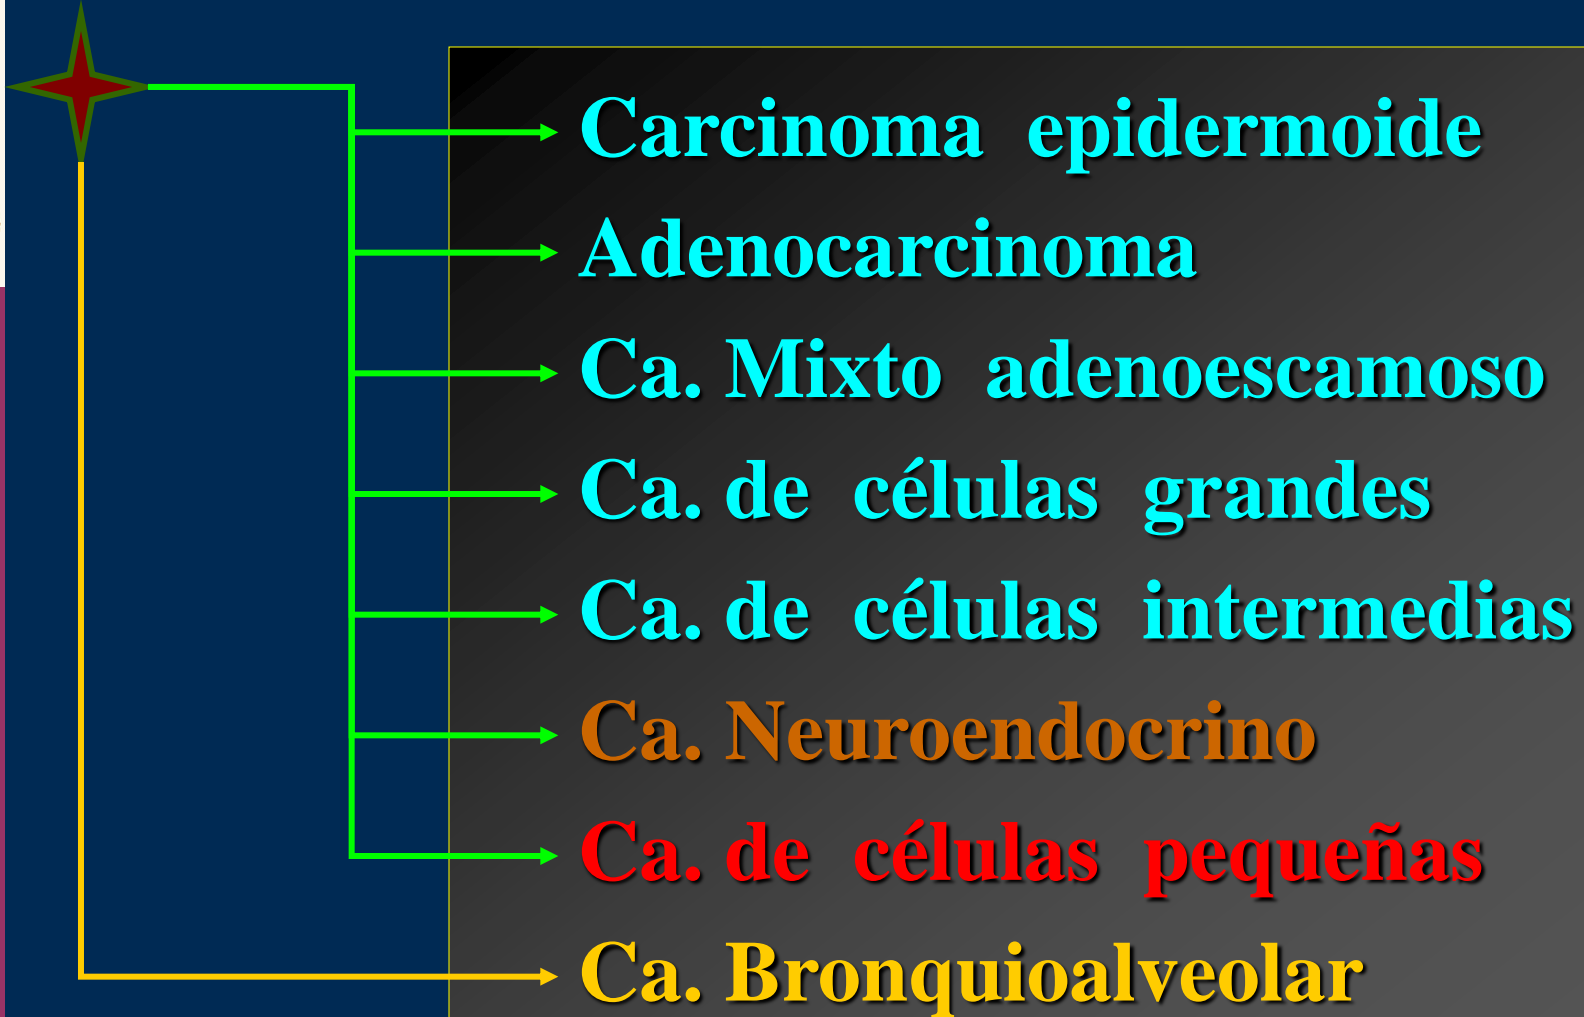 Carcinoma epidermoide
Adenocarcinoma
Ca. Mixto adenoescamoso
Ca. de células grandes
Ca. de células intermedias
Ca. Neuroendocrino
Ca. de células pequeñas
Ca. Bronquioalveolar